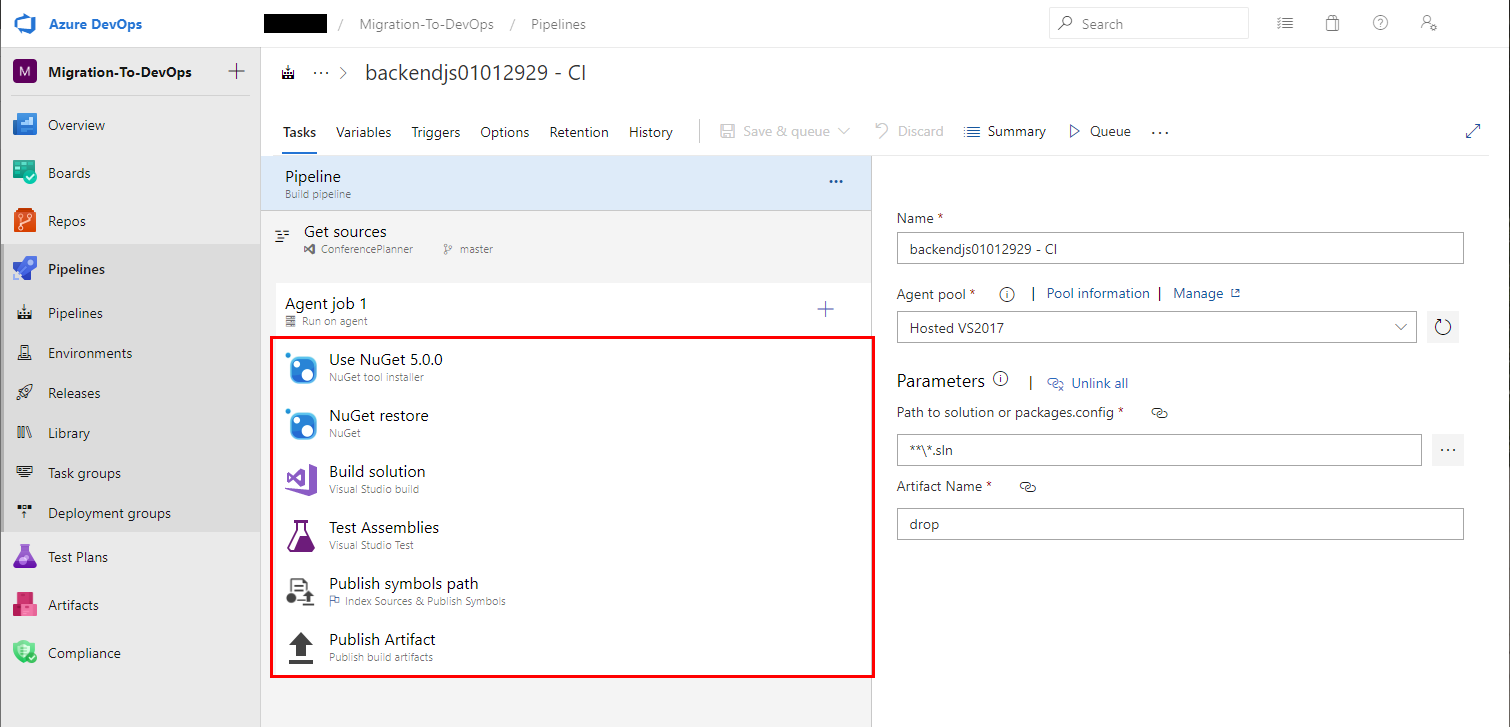 Azure DevOps
/ Migration-To-DevOps / Pipelines
Search
M Migration-To-DevOps
Overview
Boards
Repos
Pipelines
Pipelines
Environments
Releases
Library
Task groups
Deployment groups
Test Plans
Artifacts
Compliance
... > backendjs01012929 - CI
Tasks Variables Triggers Options Retention History
Save & queue Discard Summary Queue ...
Pipeline
Build pipeline
...
Get sources
ConferencePlanner master
Agent job 1
Run on agent
Use NuGet 5.0.0
NuGet tool installer
NuGet restore
NuGet
Build solution
Visual Studio build
Test Assemblies
Visual Studio Test
Publish symbols path
Index Sources & Publish Symbols
Publish Artifact
Publish build artifacts
Name *
backendjs01012929 - CI
Agent pool * | Pool information | Manage
Hosted VS2017
Parameters | Unlink all
Path to solution or packages.config *
**\*.sln
...
Artifact Name *
drop